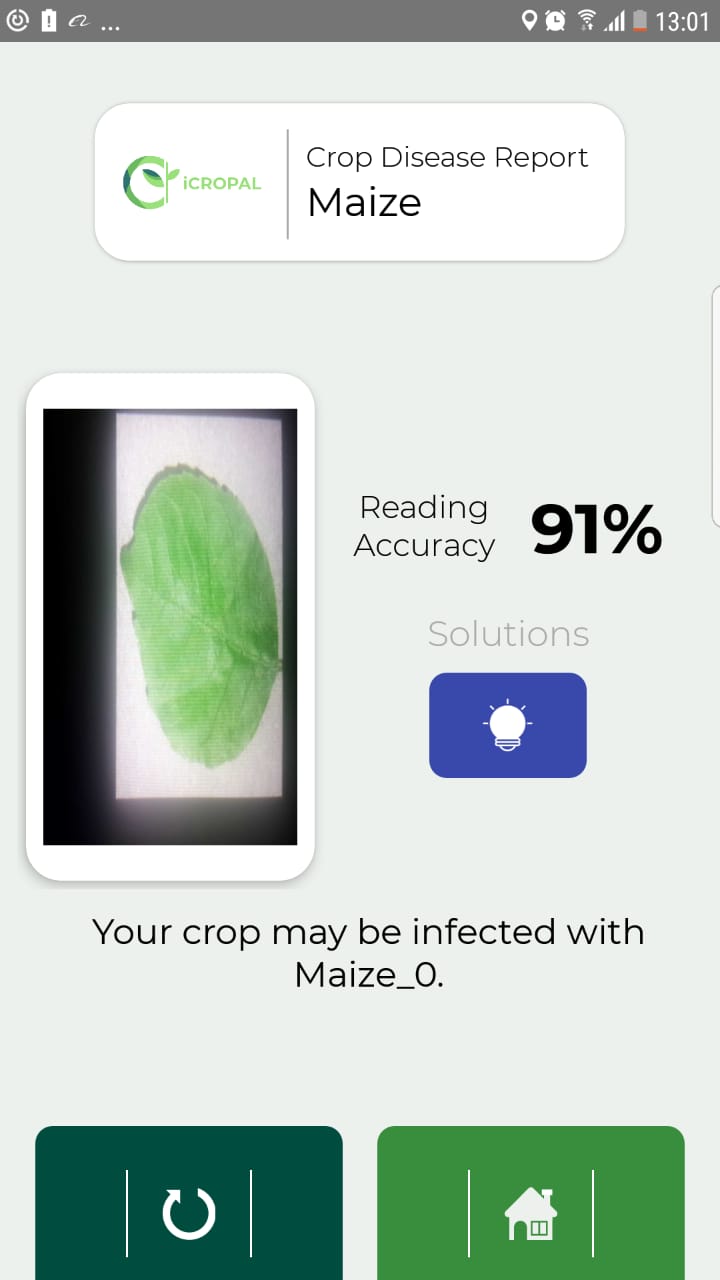 13:01
iCROPAL
Crop Disease Report
Maize
Reading
Accuracy
91%
Solutions
Your crop may be infected with
Maize_0.